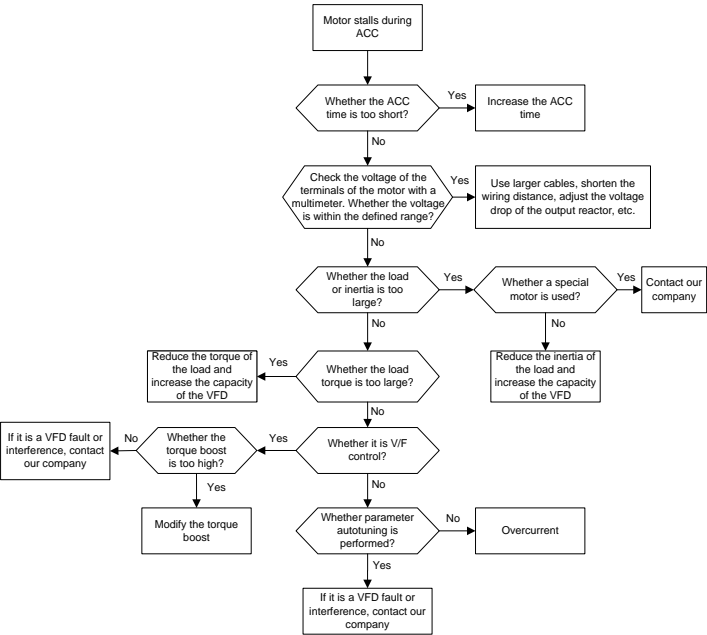 Motor stalls during
ACC
Whether the ACC
time is too short?
Yes
Increase the ACC
time
No
Check the voltage of the
terminals of the motor with a
multimeter. Whether the voltage
is within the defined range?
Yes
Use larger cables, shorten the
wiring distance, adjust the voltage
drop of the output reactor, etc.
No
Whether the load
or inertia is too
large?
Yes
Whether a special
motor is used?
Yes
Contact our
company
No
No
Reduce the torque of
the load and
increase the capacity
of the VFD
Yes
Whether the load
torque is too large?
Reduce the inertia of
the load and
increase the capacity
of the VFD
No
If it is a VFD fault or
interference, contact
our company
No
Whether the
torque boost
is too high?
Yes
Whether it is V/F
control?
Yes
No
Modify the torque
boost
Whether parameter
autotuning is
performed?
No
Overcurrent
Yes
If it is a VFD fault or
interference, contact our
company